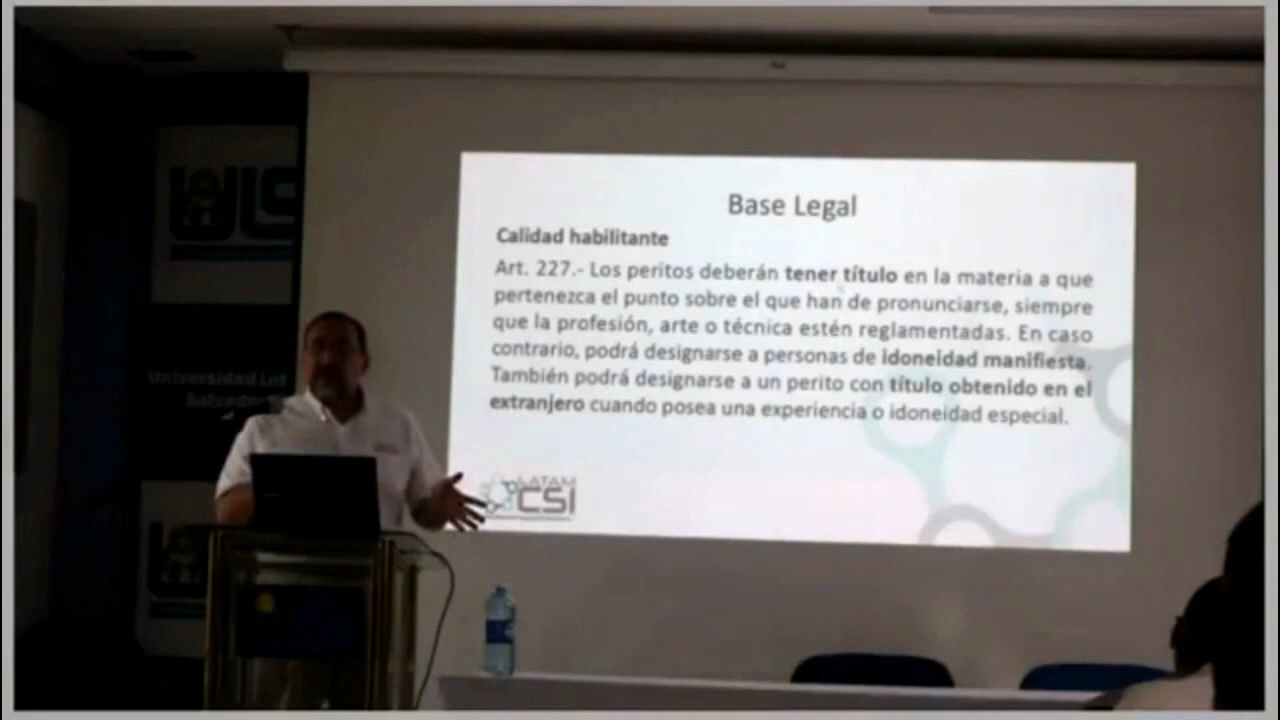 Base Legal
Calidad habilitante
Art. 227.- Los peritos deberán tener título en la materia a que
pertenezca el punto sobre el que han de pronunciarse, siempre
que la profesión, arte o técnica estén reglamentadas. En caso
contrario, podrá designarse a personas de idoneidad manifiesta.
También podrá designarse a un perito con título obtenido en el
extranjero cuando posea una experiencia o idoneidad especial.
LATAM
CSI
Universidad